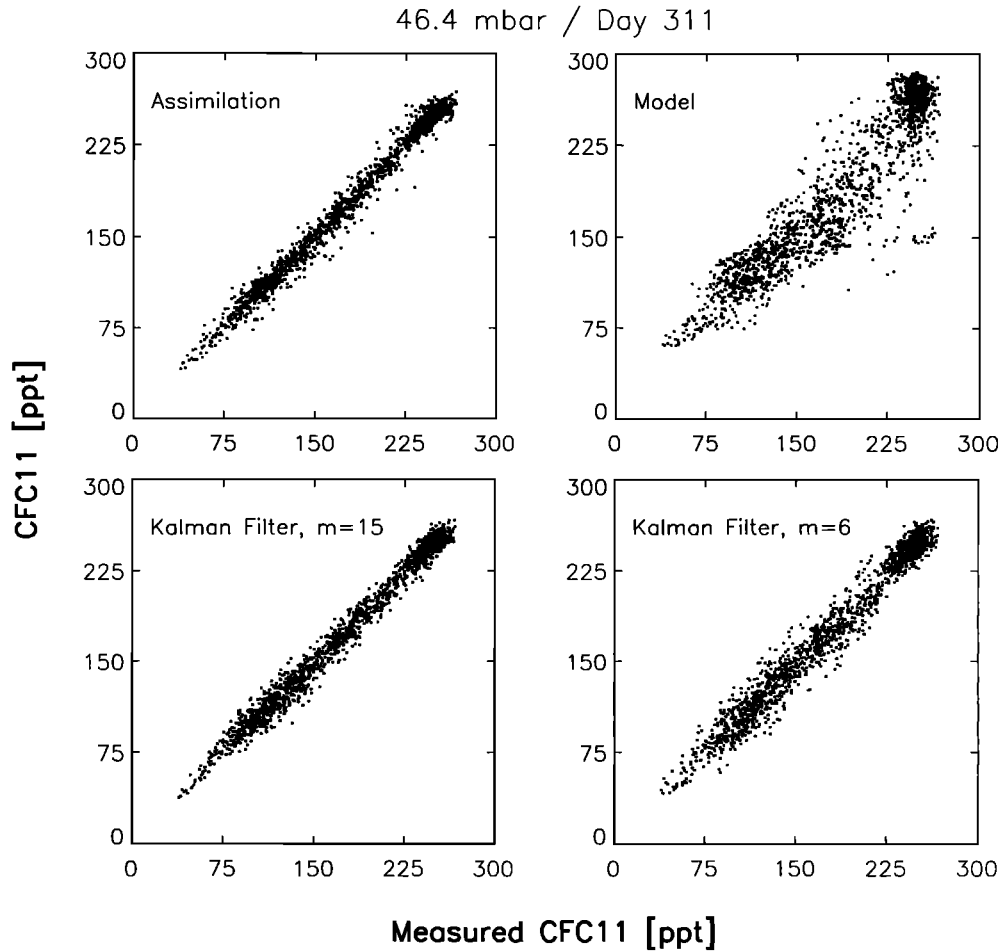 46.4 mbar / Day 311
300
225
150
75
0
Assimilation
0 75 150 225 300
300
225
150
75
0
Model
0 75 150 225 300
300
225
150
75
0
Kalman Filter, m=15
0 75 150 225 300
300
225
150
75
0
Kalman Filter, m=6
0 75 150 225 300
CFC11 [ppt]
Measured CFC11 [ppt]